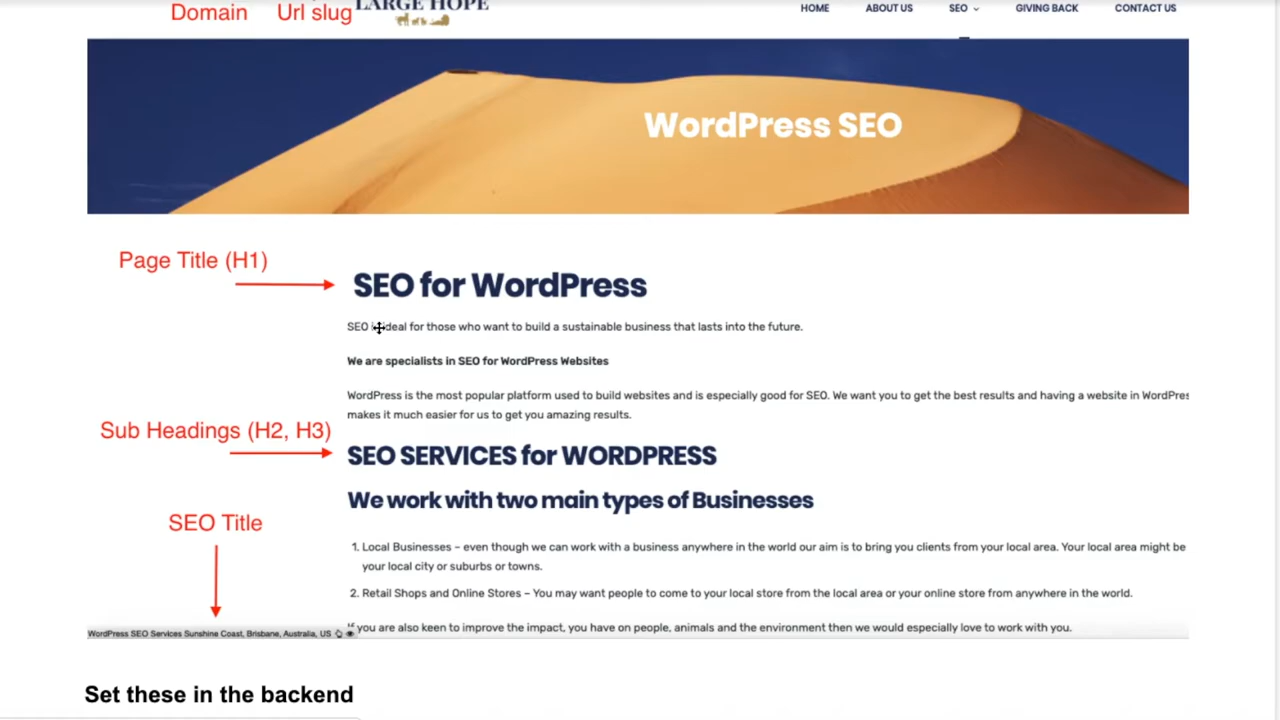 Domain Url slug
LARGE HOPE
HOME ABOUT US SEO GIVING BACK CONTACT US
WordPress SEO
Page Title (H1)
SEO for WordPress
SEO ideal for those who want to build a sustainable business that lasts into the future.
We are specialists in SEO for WordPress Websites
WordPress is the most popular platform used to build websites and is especially good for SEO. We want you to get the best results and having a website in WordPres
makes it much easier for us to get you amazing results.
Sub Headings (H2, H3)
SEO SERVICES for WORDPRESS
We work with two main types of Businesses
SEO Title
1. Local Businesses – even though we can work with a business anywhere in the world our aim is to bring you clients from your local area. Your local area might be
your local city or suburbs or towns.
2. Retail Shops and Online Stores – You may want people to come to your local store from the local area or your online store from anywhere in the world.
If you are also keen to improve the impact, you have on people, animals and the environment then we would especially love to work with you.
WordPress SEO Services Sunshine Coast, Brisbane, Australia, US
Set these in the backend